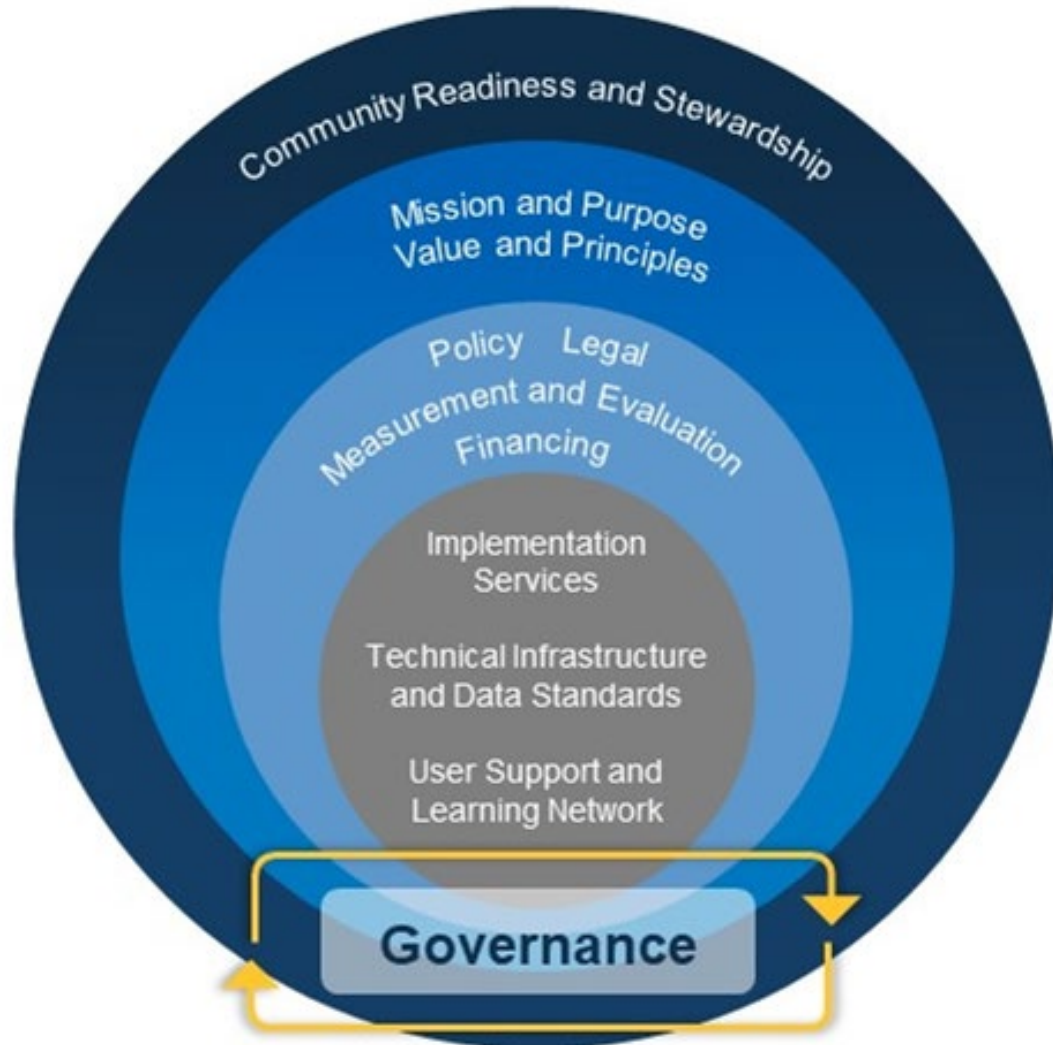 Community Readiness and Stewardship
Mission and Purpose
Value and Principles
Policy Legal
Measurement and Evaluation
Financing
Implementation
Services
Technical Infrastructure
and Data Standards
User Support and
Learning Network
Governance